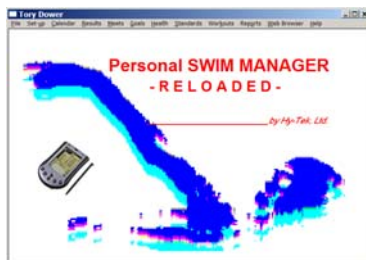 Tory Dower
File Set-up Calendar Results Meets Goals Health Standards Workouts Reports Web Browser Help
Personal SWIM MANAGER
- R E L O A D E D -
by Hy-Tek, Ltd.